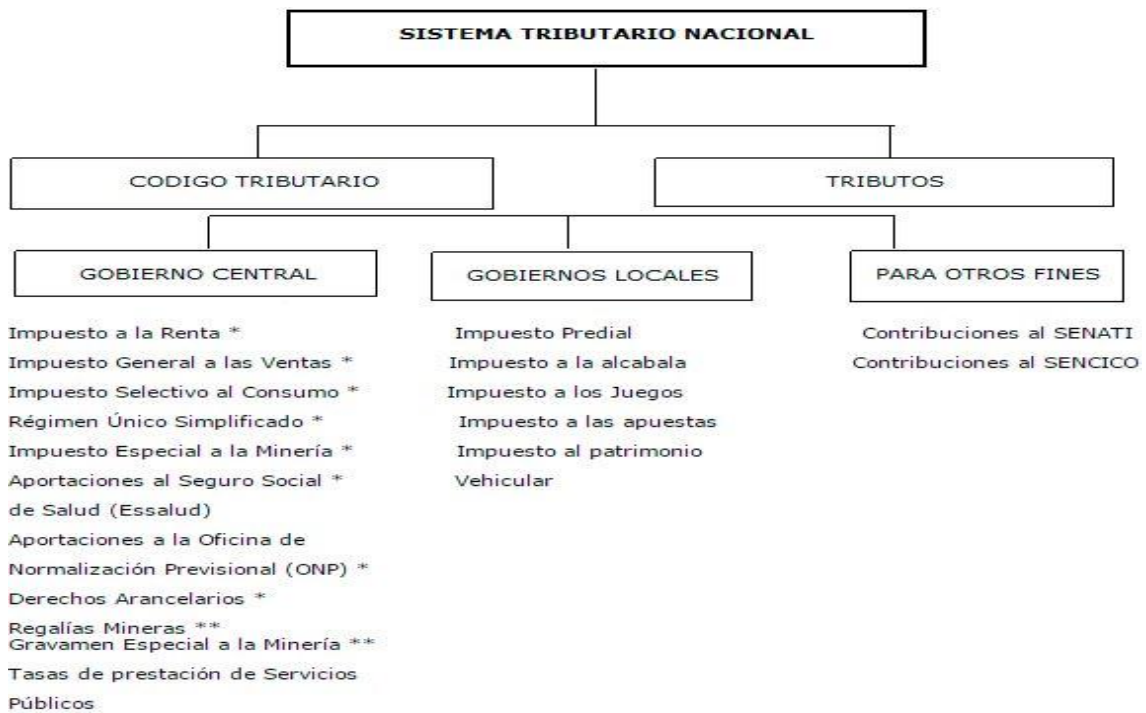 SISTEMA TRIBUTARIO NACIONAL
CODIGO TRIBUTARIO
TRIBUTOS
GOBIERNO CENTRAL
GOBIERNOS LOCALES
PARA OTROS FINES
Impuesto a la Renta *
Impuesto General a las Ventas *
Impuesto Selectivo al Consumo *
Régimen Único Simplificado *
Impuesto Especial a la Minería *
Aportaciones al Seguro Social *
de Salud (Essalud)
Aportaciones a la Oficina de
Normalización Previsional (ONP) *
Derechos Arancelarios *
Regalías Mineras **
Gravamen Especial a la Minería **
Tasas de prestación de Servicios
Públicos
Impuesto Predial
Impuesto a la alcabala
Impuesto a los Juegos
Impuesto a las apuestas
Impuesto al patrimonio
Vehicular
Contribuciones al SENATI
Contribuciones al SENCICO